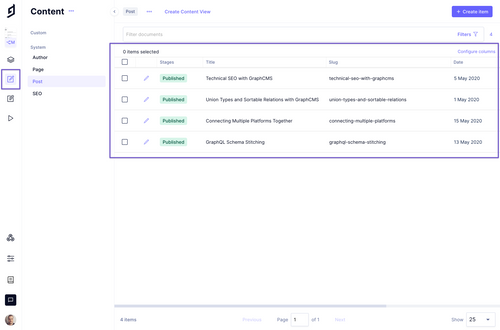 Content
Post
Create Content View
+ Create item
CM
Custom
System
Author
Page
Post
SEO
Filter documents
Filters
4
0 items selected
Configure columns
Stages Title Slug Date
Published Technical SEO with GraphCMS technical-seo-with-graphcms 5 May 2020
Published Union Types and Sortable Relations with GraphCMS union-types-and-sortable-relations 1 May 2020
Published Connecting Multiple Platforms Together connecting-multiple-platforms 15 May 2020
Published GraphQL Schema Stitching graphql-schema-stitching 13 May 2020
4 items
Previous Page 1 of 1 Next
Show 25